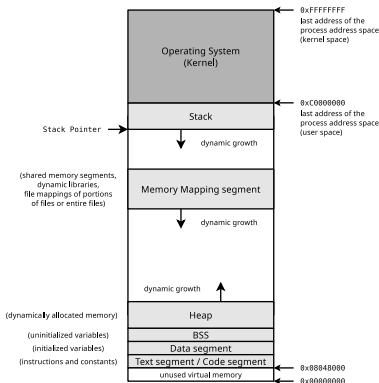 0xFFFFFFFF
last address of the
process address space
(kernel space)
Operating System
(Kernel)
0xC0000000
last address of the
process address space
(user space)
Stack
Stack Pointer
dynamic growth
(shared memory segments,
dynamic libraries,
file mappings of portions
of files or entire files)
Memory Mapping segment
dynamic growth
dynamic growth
(dynamically allocated memory)
Heap
(uninitialized variables)
BSS
(initialized variables)
Data segment
(instructions and constants)
Text segment / Code segment
0x08048000
unused virtual memory
0x00000000